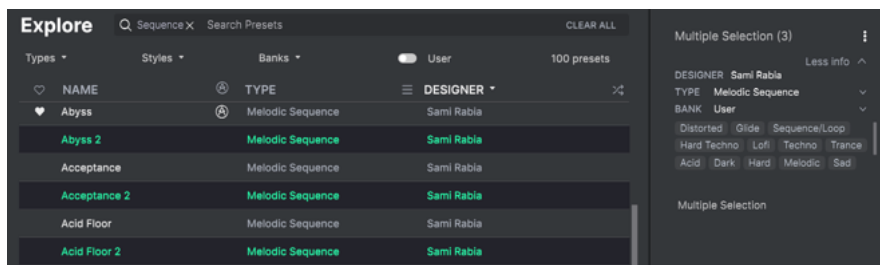 Explore Sequence Search Presets CLEAR ALL
Types Styles Banks User 100 presets
NAME TYPE DESIGNER
Abyss Melodic Sequence Sami Rabia
Abyss 2 Melodic Sequence Sami Rabia
Acceptance Melodic Sequence Sami Rabia
Acceptance 2 Melodic Sequence Sami Rabia
Acid Floor Melodic Sequence Sami Rabia
Acid Floor 2 Melodic Sequence Sami Rabia
Multiple Selection (3)
Less info
DESIGNER Sami Rabia
TYPE Melodic Sequence
BANK User
Distorted Glide Sequence/Loop
Hard Techno Lofi Techno Trance
Acid Dark Hard Melodic Sad
Multiple Selection